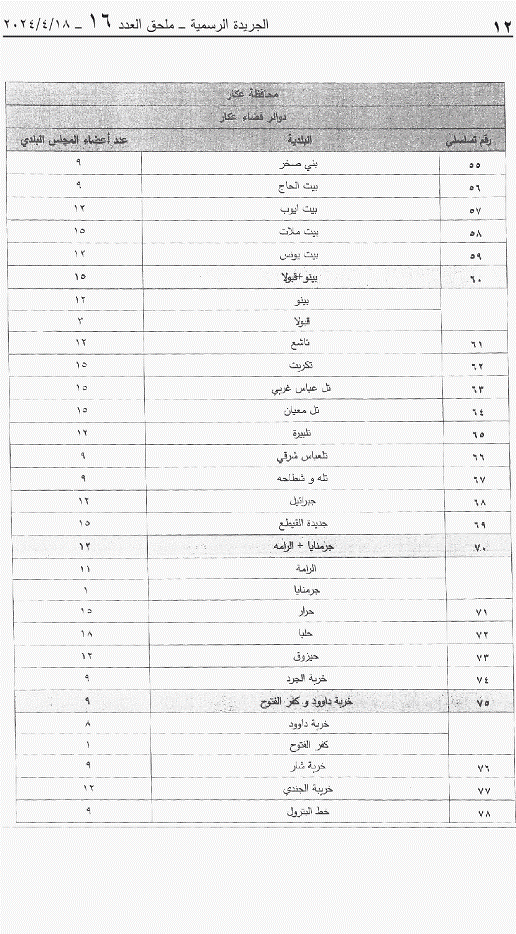 ١٢ الجريدة الرسمية ـ ملحق العدد ١٦ ـ ٢٠٢٤/٤/١٨
محافظة عكار
دوائر قضاء عكار
رقم تسلسلي البلدية عدد أعضاء المجلس البلدي
٥٥ بني صخر ٩
٥٦ بيت الحاج ٩
٥٧ بيت ايوب ١٢
٥٨ بيت ملات ١٥
٥٩ بيت يونس ١٢
٦٠ بينو+قبولا ١٥
بينو ١٢
قبولا ٣
٦١ تاشع ١٢
٦٢ تكريت ١٥
٦٣ تل عباس غربي ١٥
٦٤ تل معيان ١٥
٦٥ تلبيرة ١٢
٦٦ تلعباس شرقي ٩
٦٧ تله و شطاحه ٩
٦٨ جبرائيل ١٢
٦٩ جديدة القيطع ١٥
٧٠ جرمنايا + الرامه ١٢
الرامة ١١
جرمنايا ١
٧١ حرار ١٥
٧٢ حلبا ١٨
٧٣ حيزوق ١٢
٧٤ خربة الجرد ٩
٧٥ خربة داوود و كفر الفتوح ٩
خربة داوود ٨
كفر الفتوح ١
٧٦ خربة شار ٩
٧٧ خريبة الجندي ١٢
٧٨ خط البترول ٩